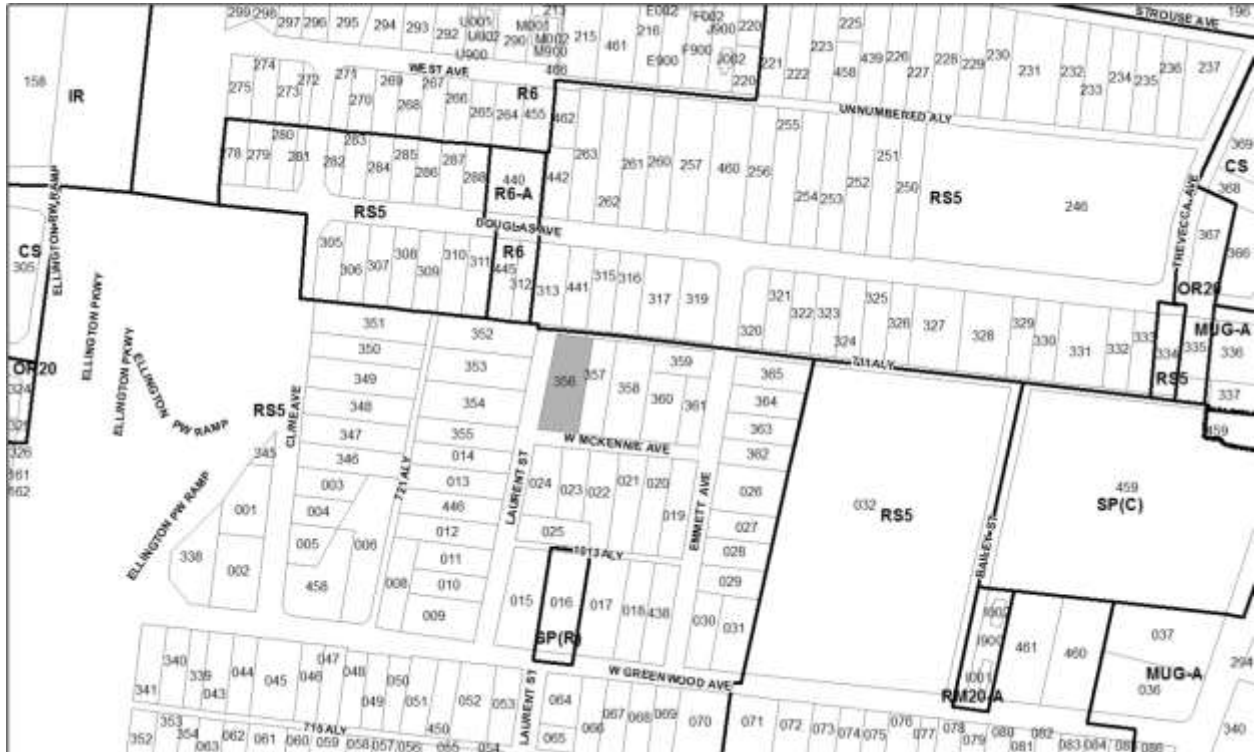 299 298 297 296 295 294 293 292 U001 U002 U900 290 M001 M002 M900 213 215 461 216 E002 E900 F002 F900 J900 J002 220 220
225 STROUSE AVE 196
221 222 223 458 439 226 227 228 229 230 231 232 233 234 235 236 237
158 IR
WEST AVE 466
275 274 273 272 271 270 269 268 267 266 265 264 455 R6 462
UNNUMBERED ALY
278 279 280 281 282 283 284 285 286 287 288 440 442 263 262 261 260 257 460 256 255 254 253 252 251 250 RS5 246
369 CS 368 367 366
R6-A
RS5
DOUGLAS AVE
TREVECCA AVE
ELLINGTON PW RAMP
CS
305
305 306 307 308 309 310 311 445 R6 312 313 441 315 316 317 319 320 321 322 323 324 325 326 327 328 329 330 331 332 333 334 335
MUG-A
336
337
RS5
731 ALY
ELLINGTON PKWY
ELLINGTON PKWY
ELLINGTON PW RAMP
OR20
324
326
161
162
RS5
CLINE AVE
351 352
350 353
349 354
348 355
347 014
346 013
345 003 446
004 012
005 006 011
458 008 010
009
721 ALY
LAURENT ST
356 357 358 359 360 361
365
364
363
362
W MCKENNIE AVE
024 023 022 021 020 019
025
026
027
028
029
030 031
EMMETT AVE
1013 ALY
015 016 017 018 438
SP(R)
032 RS5
BAILEY ST
459
459
SP(C)
ELLINGTON PW RAMP
001
338 002
I002
I900
I001
461 460
037
036
MUG-A
294
340
RM20-A
W GREENWOOD AVE
341 340 339 043 044 045 046 047 048 049 050 051 052 053
LAURENT ST
064 065 066 067 068 069 070 071 072 073 074 075 076 077 078 079 080 081 082 083 084
352 353 354 063 062 061 060 059 058 057 056 450 055 054
715 ALY